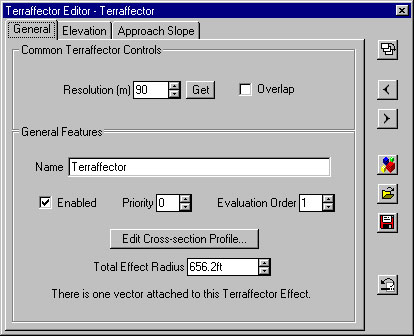 Terraffector Editor - Terraffector
General Elevation Approach Slope
Common Terraffector Controls
Resolution (m) 90 Get Overlap
General Features
Name Terraffector
Enabled Priority 0 Evaluation Order 1
Edit Cross-section Profile...
Total Effect Radius 656.2ft
There is one vector attached to this Terraffector Effect.